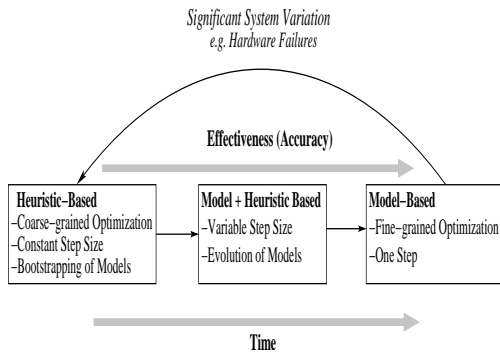 Significant System Variation
e.g. Hardware Failures
Effectiveness (Accuracy)
Heuristic–Based
–Coarse–grained Optimization
–Constant Step Size
–Bootstrapping of Models
Model + Heuristic Based
–Variable Step Size
–Evolution of Models
Model–Based
–Fine–grained Optimization
–One Step
Time